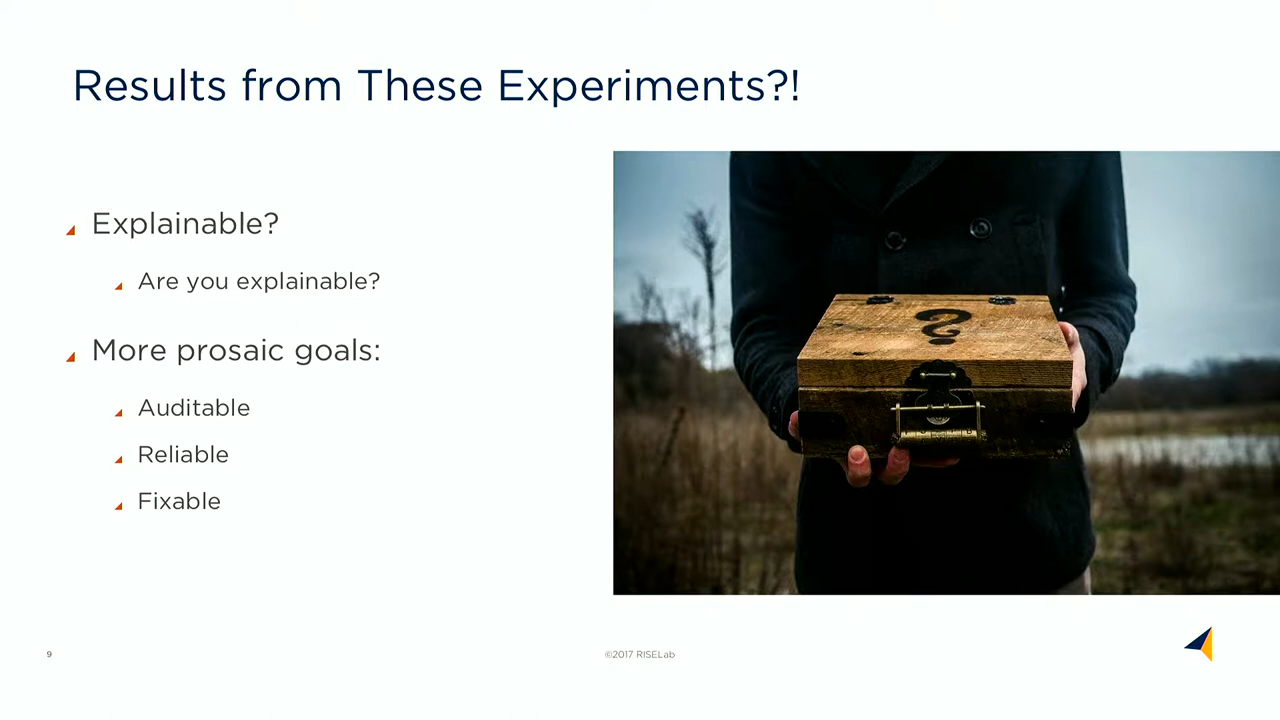 Results from These Experiments?!
Explainable?
Are you explainable?
More prosaic goals:
Auditable
Reliable
Fixable
?
9
©2017 RISELab